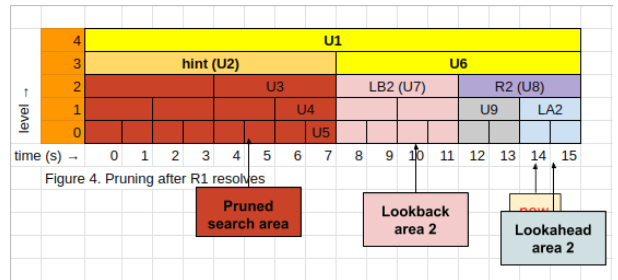 4 U1
3 hint (U2) U6
2 U3 LB2 (U7) R2 (U8)
1 U4 U9 LA2
0 U5
level →
time (s) → 0 1 2 3 4 5 6 7 8 9 10 11 12 13 14 15
Figure 4. Pruning after R1 resolves
Pruned
search area
Lookback
area 2
now
Lookahead
area 2